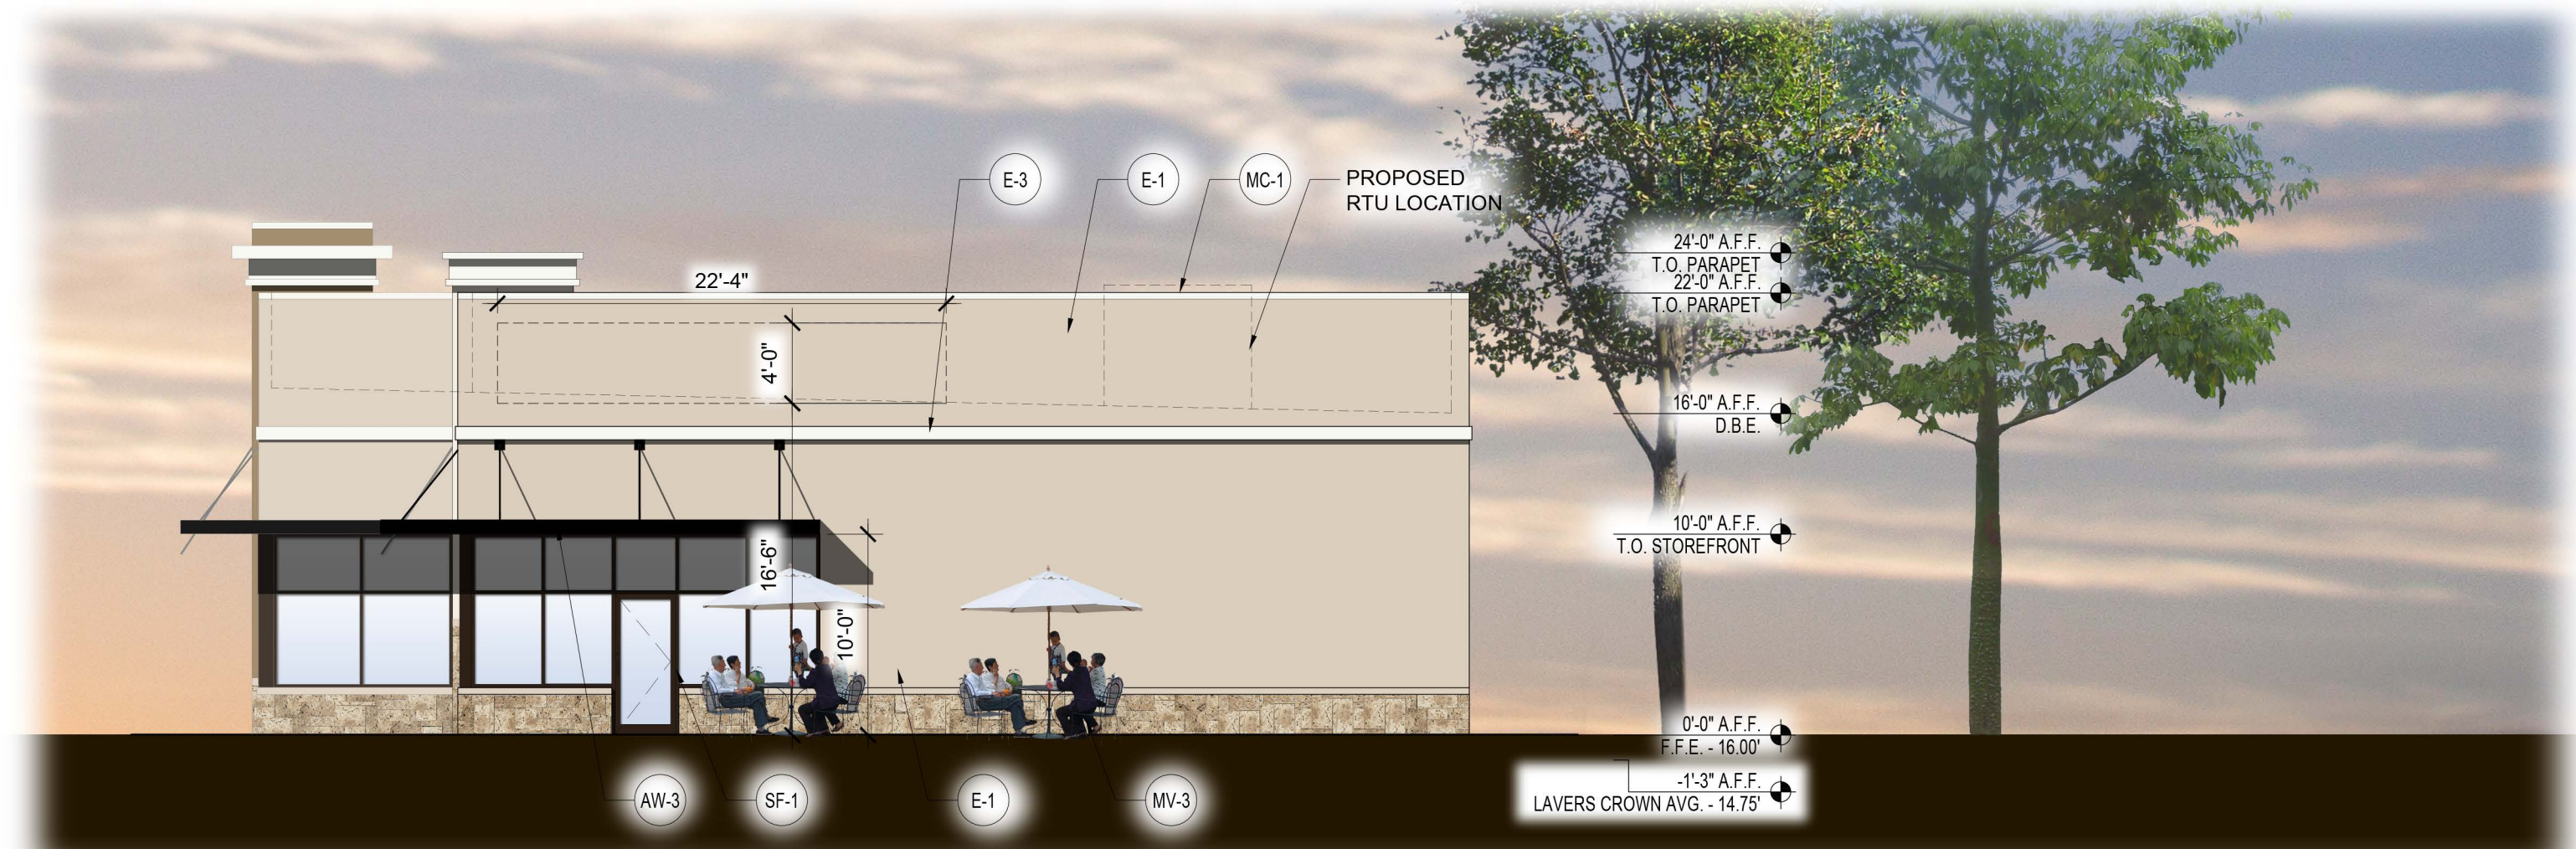 E-3
E-1
MC-1
PROPOSED
RTU LOCATION
24'-0" A.F.F.
T.O. PARAPET
22'-0" A.F.F.
T.O. PARAPET
22'-4"
4'-0"
16'-0" A.F.F.
D.B.E.
10'-0" A.F.F.
T.O. STOREFRONT
16'-6"
10'-0"
0'-0" A.F.F.
F.F.E. - 16.00'
-1'-3" A.F.F.
LAVERS CROWN AVG. - 14.75'
AW-3
SF-1
E-1
MV-3